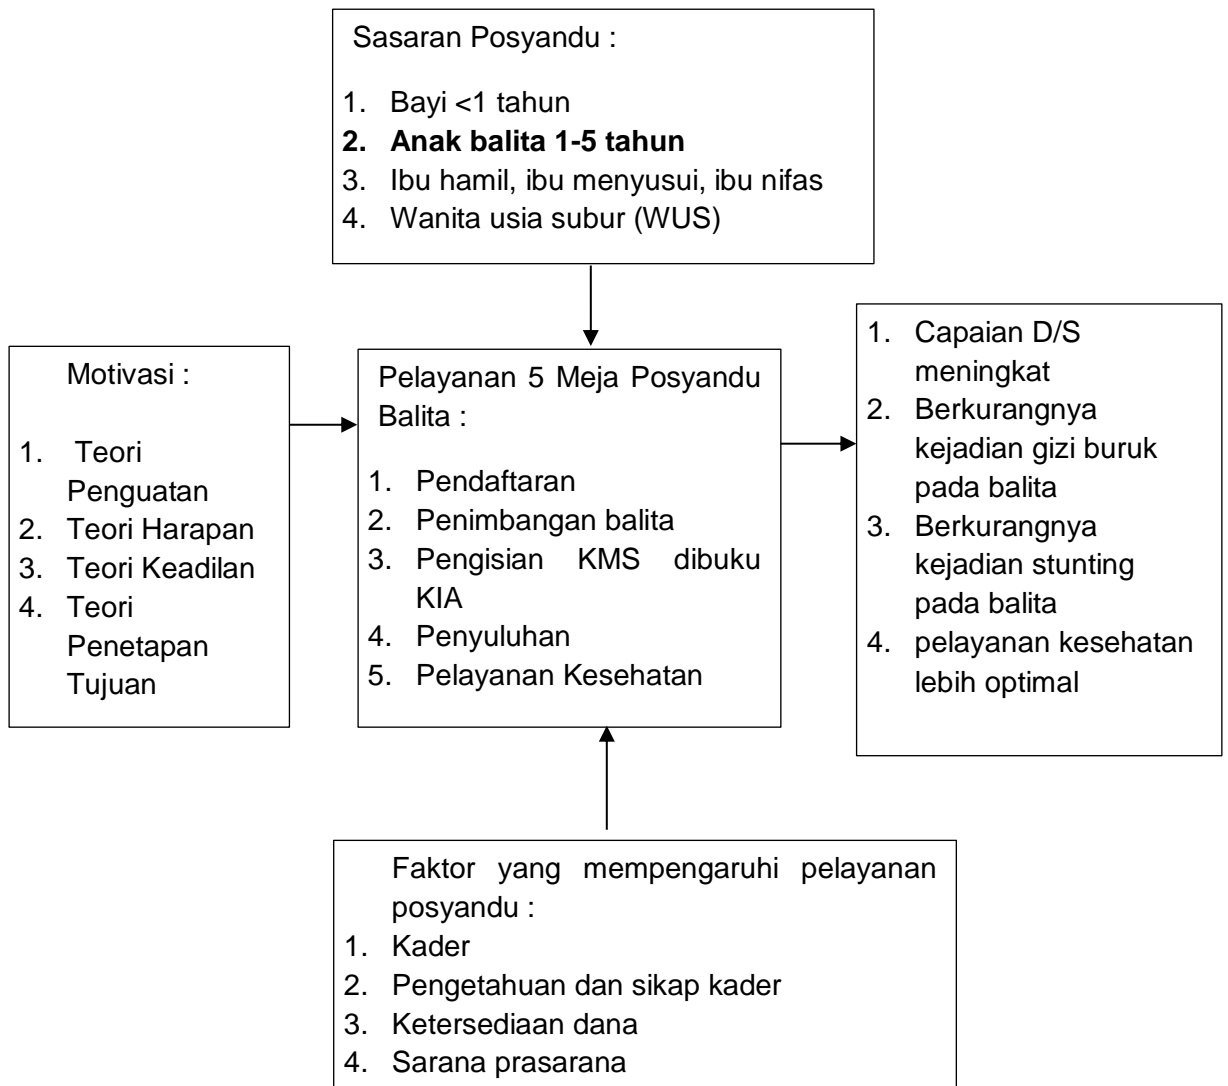 Sasaran Posyandu :
1. Bayi <1 tahun
2. Anak balita 1-5 tahun
3. Ibu hamil, ibu menyusui, ibu nifas
4. Wanita usia subur (WUS)
Motivasi :
1. Teori
Penguatan
2. Teori Harapan
3. Teori Keadilan
4. Teori
Penetapan
Tujuan
Pelayanan 5 Meja Posyandu
Balita :
1. Pendaftaran
2. Penimbangan balita
3. Pengisian KMS dibuku
KIA
4. Penyuluhan
5. Pelayanan Kesehatan
1. Capaian D/S
meningkat
2. Berkurangnya
kejadian gizi buruk
pada balita
3. Berkurangnya
kejadian stunting
pada balita
4. pelayanan kesehatan
lebih optimal
Faktor yang mempengaruhi pelayanan
posyandu :
1. Kader
2. Pengetahuan dan sikap kader
3. Ketersediaan dana
4. Sarana prasarana